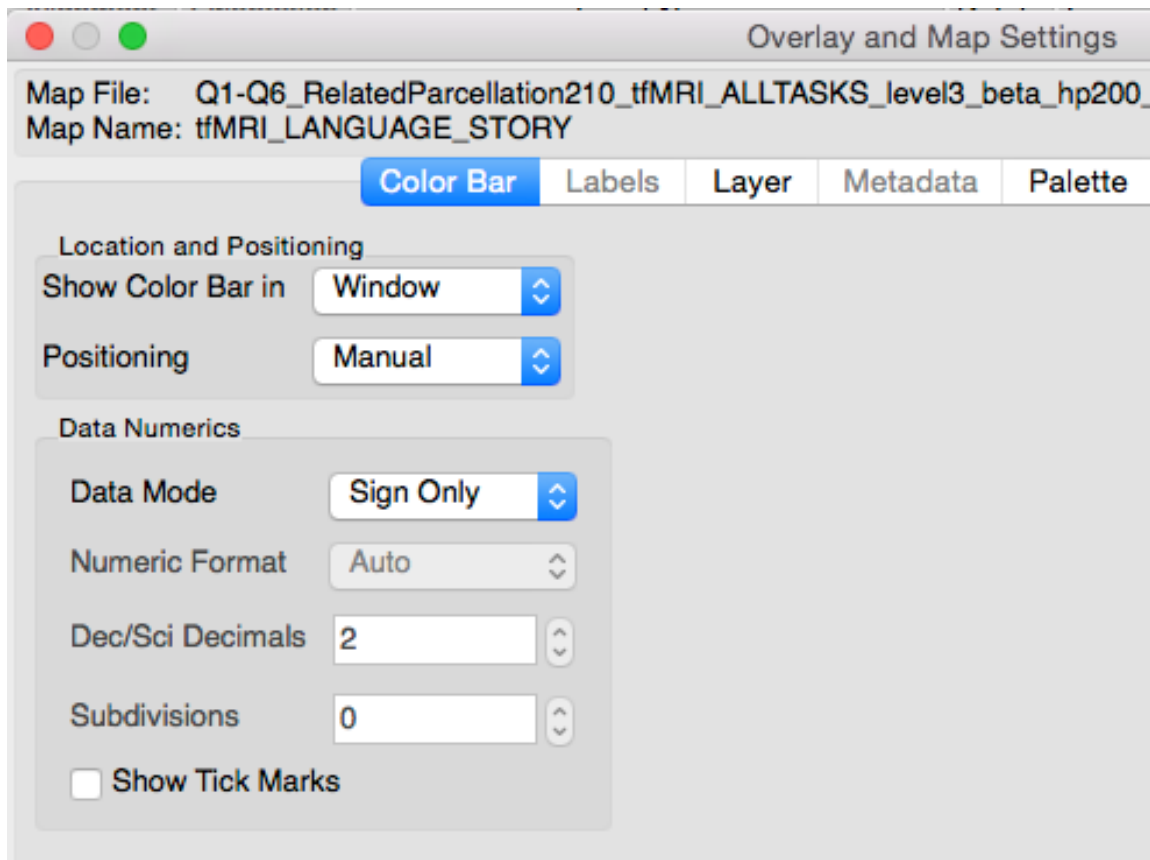 Overlay and Map Settings
Map File: Q1-Q6_RelatedParcellation210_tfMRI_ALLTASKS_level3_beta_hp200_
Map Name: tfMRI_LANGUAGE_STORY
Color Bar Labels Layer Metadata Palette
Location and Positioning
Show Color Bar in Window
Positioning Manual
Data Numerics
Data Mode Sign Only
Numeric Format Auto
Dec/Sci Decimals 2
Subdivisions 0
Show Tick Marks